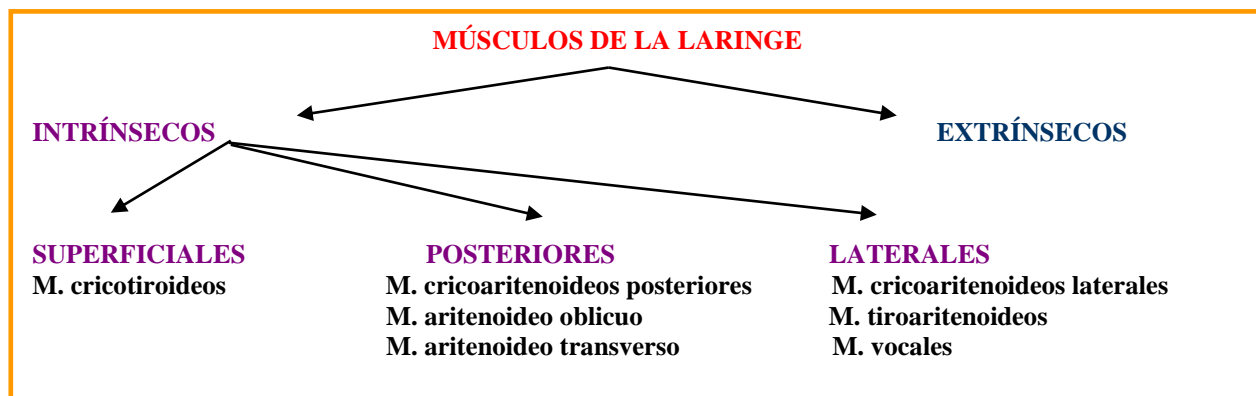 MÚSCULOS DE LA LARINGE
INTRÍNSECOS
EXTRÍNSECOS
SUPERFICIALES
M. cricotiroideos
POSTERIORES
M. cricoaritenoideos posteriores
M. aritenoideo oblicuo
M. aritenoideo transverso
LATERALES
M. cricoaritenoideos laterales
M. tiroaritenoideos
M. vocales